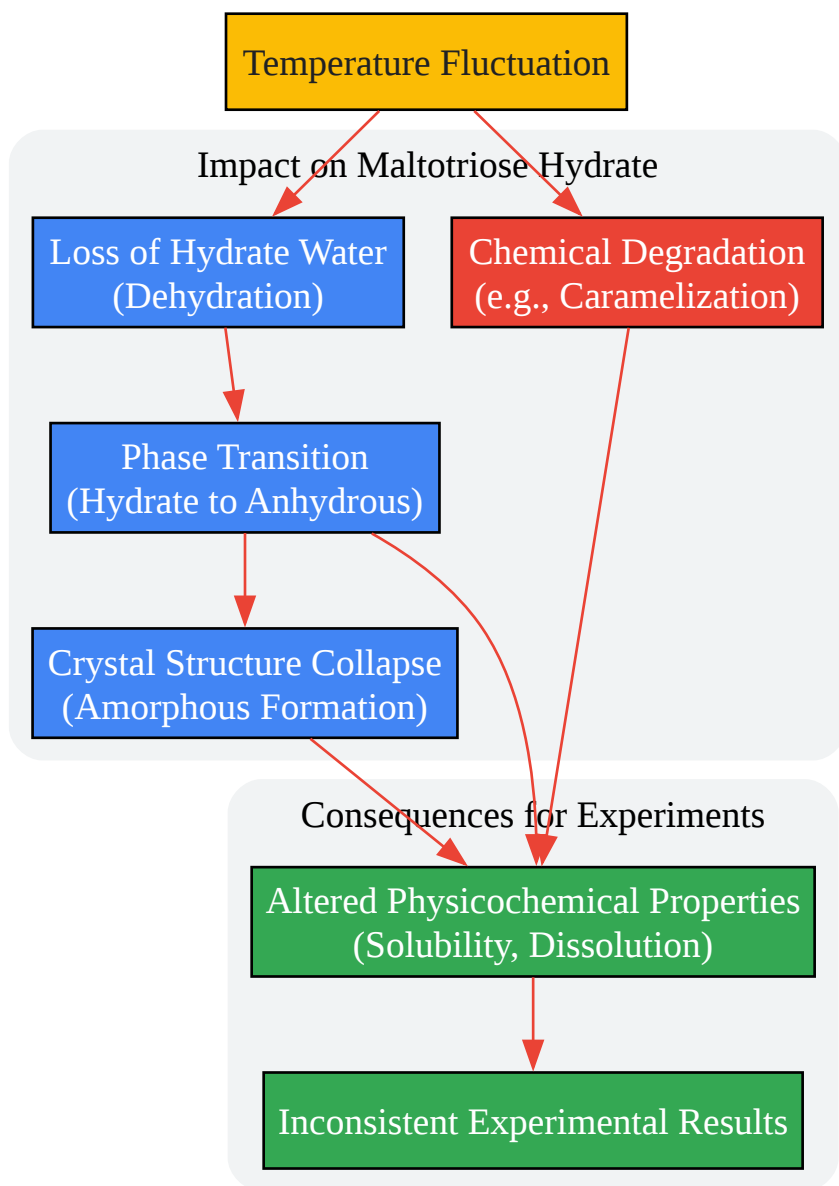 Temperature Fluctuation
Impact on Maltotriose Hydrate
Loss of Hydrate Water
(Dehydration)
Chemical Degradation
(e.g., Caramelization)
Phase Transition
(Hydrate to Anhydrous)
Crystal Structure Collapse
(Amorphous Formation)
Consequences for Experiments
Altered Physicochemical Properties
(Solubility, Dissolution)
Inconsistent Experimental Results